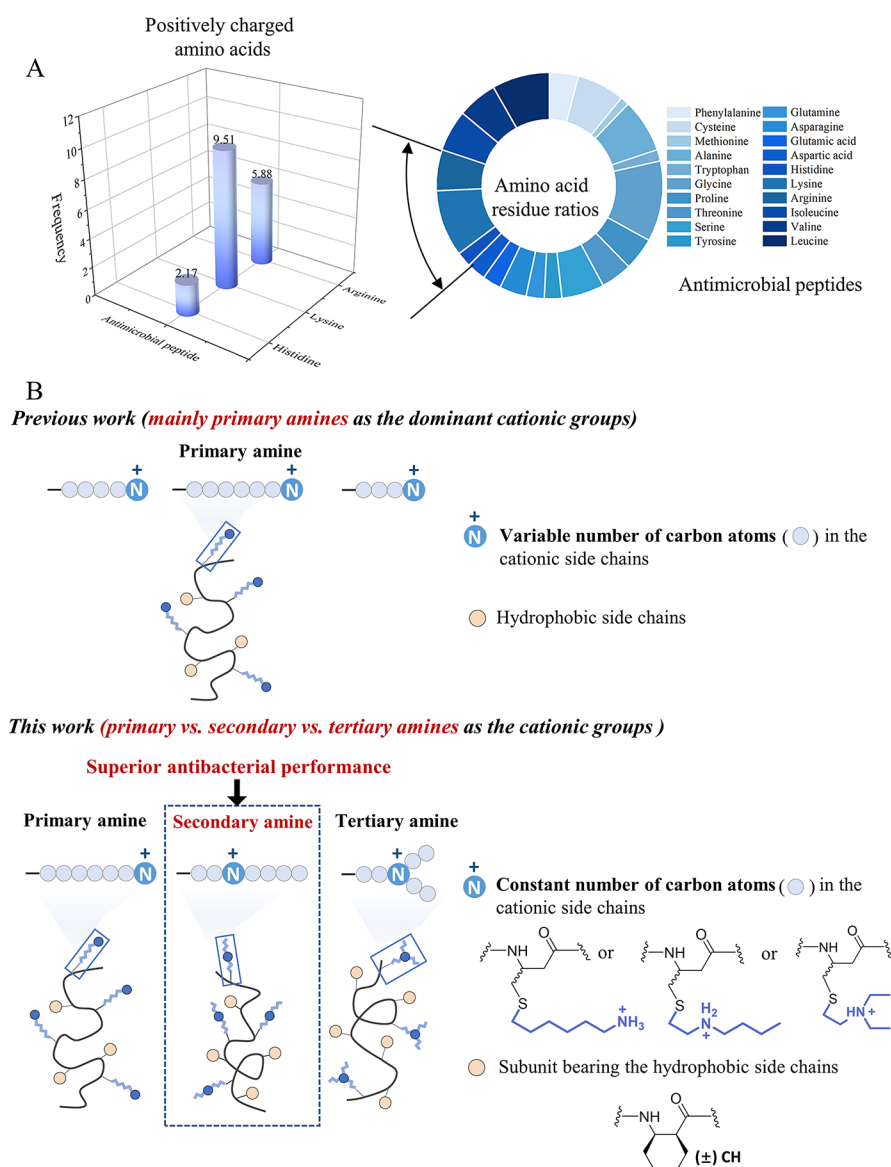 Positively charged
amino acids
A
12
10
8
6
4
2
0
Frequency
9.51
5.88
2.17
Antimicrobial peptide
Histidine
Lysine
Arginine
Amino acid
residue ratios
Phenylalanine
Cysteine
Methionine
Alanine
Tryptophan
Glycine
Proline
Threonine
Serine
Tyrosine
Glutamine
Asparagine
Glutamic acid
Aspartic acid
Histidine
Lysine
Arginine
Isoleucine
Valine
Leucine
Antimicrobial peptides
B
Previous work (mainly primary amines as the dominant cationic groups)
Primary amine
+
+
+
N
N
N
+
N
Variable number of carbon atoms ( ) in the
cationic side chains
Hydrophobic side chains
This work (primary vs. secondary vs. tertiary amines as the cationic groups )
Superior antibacterial performance
Primary amine
Secondary amine
Tertiary amine
+
+
+
N
N
N
+
N
Constant number of carbon atoms ( ) in the
cationic side chains
NH
O
S
NH3
+
or
NH
O
S
H2
N
+
or
NH
O
S
HN +
Subunit bearing the hydrophobic side chains
NH
O
(±) CH